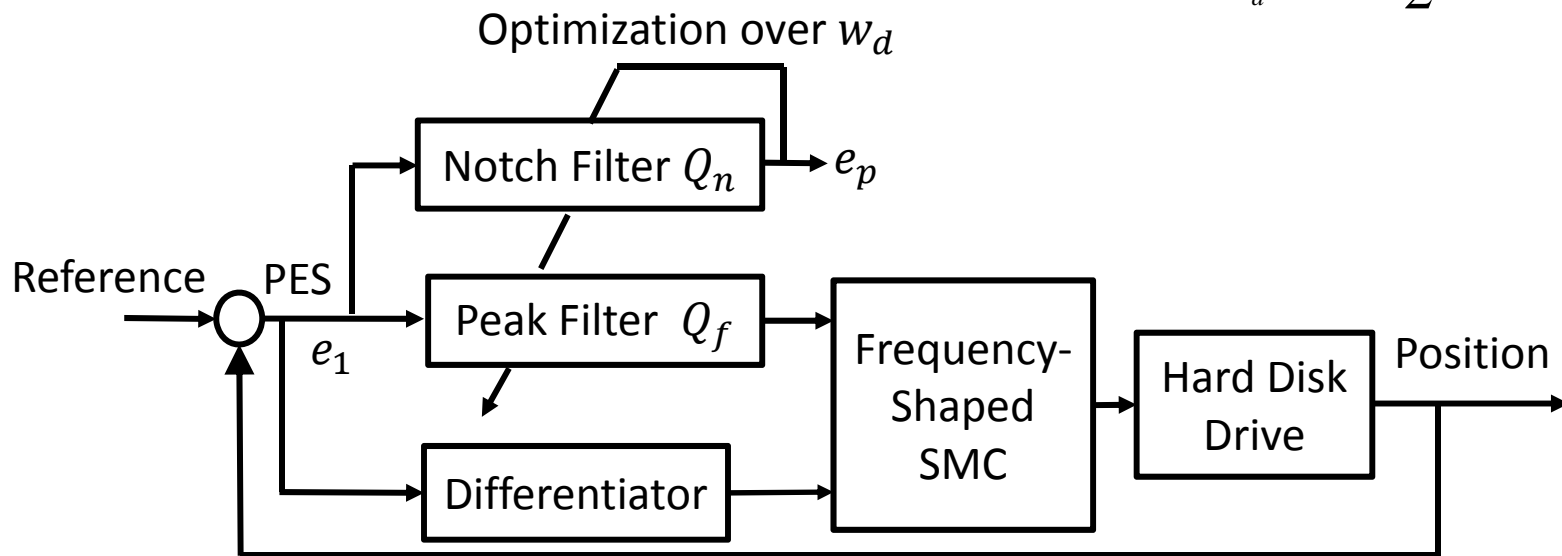 d 2
Optimization over w_d
Notch Filter Q_n
e_p
Reference
PES
e_1
Peak Filter Q_f
Differentiator
Frequency-
Shaped
SMC
Hard Disk
Drive
Position